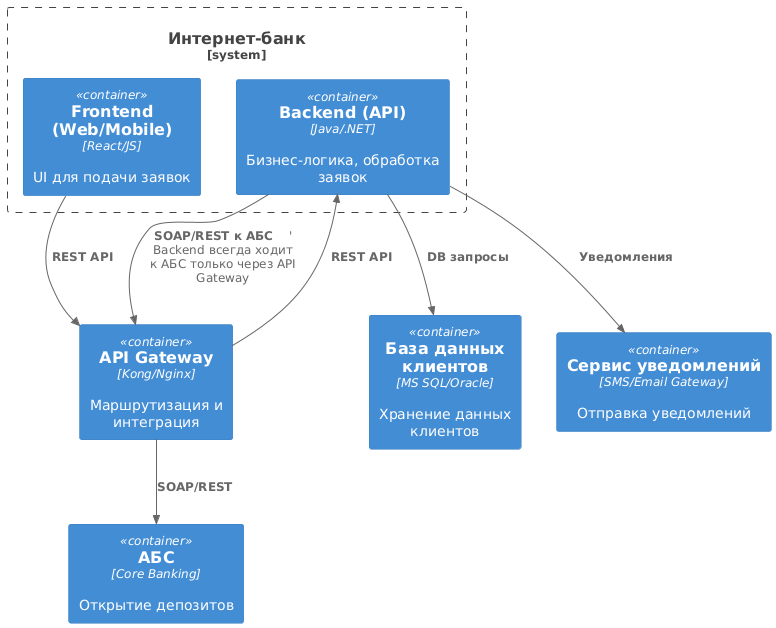 Интернет-банк
[system]
«container»
Frontend
(Web/Mobile)
[React/JS]
UI для подачи заявок
«container»
Backend (API)
[Java/.NET]
Бизнес-логика, обработка
заявок
REST API
SOAP/REST к АБС '
Backend всегда ходит
к АБС только через API
Gateway
REST API
DB запросы
Уведомления
«container»
API Gateway
[Kong/Nginx]
Маршрутизация и
интеграция
«container»
База данных
клиентов
[MS SQL/Oracle]
Хранение данных
клиентов
«container»
Сервис уведомлений
[SMS/Email Gateway]
Отправка уведомлений
SOAP/REST
«container»
АБС
[Core Banking]
Открытие депозитов